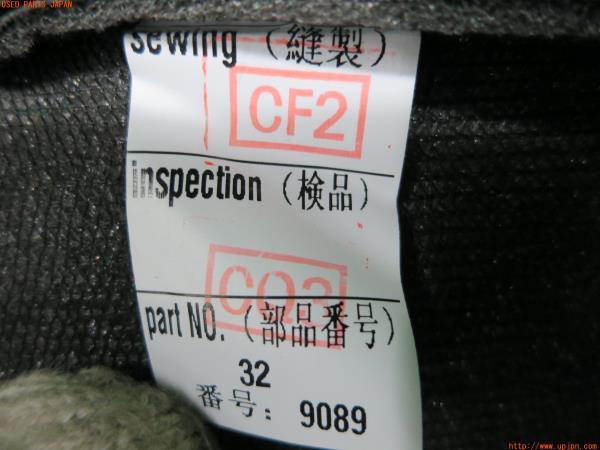 USED PARTS JAPAN
sewing (縫製)
CF2
inspection (検品)
CQ3
part NO. (部品番号)
32
番号: 9089
http://www.upjpn.com/